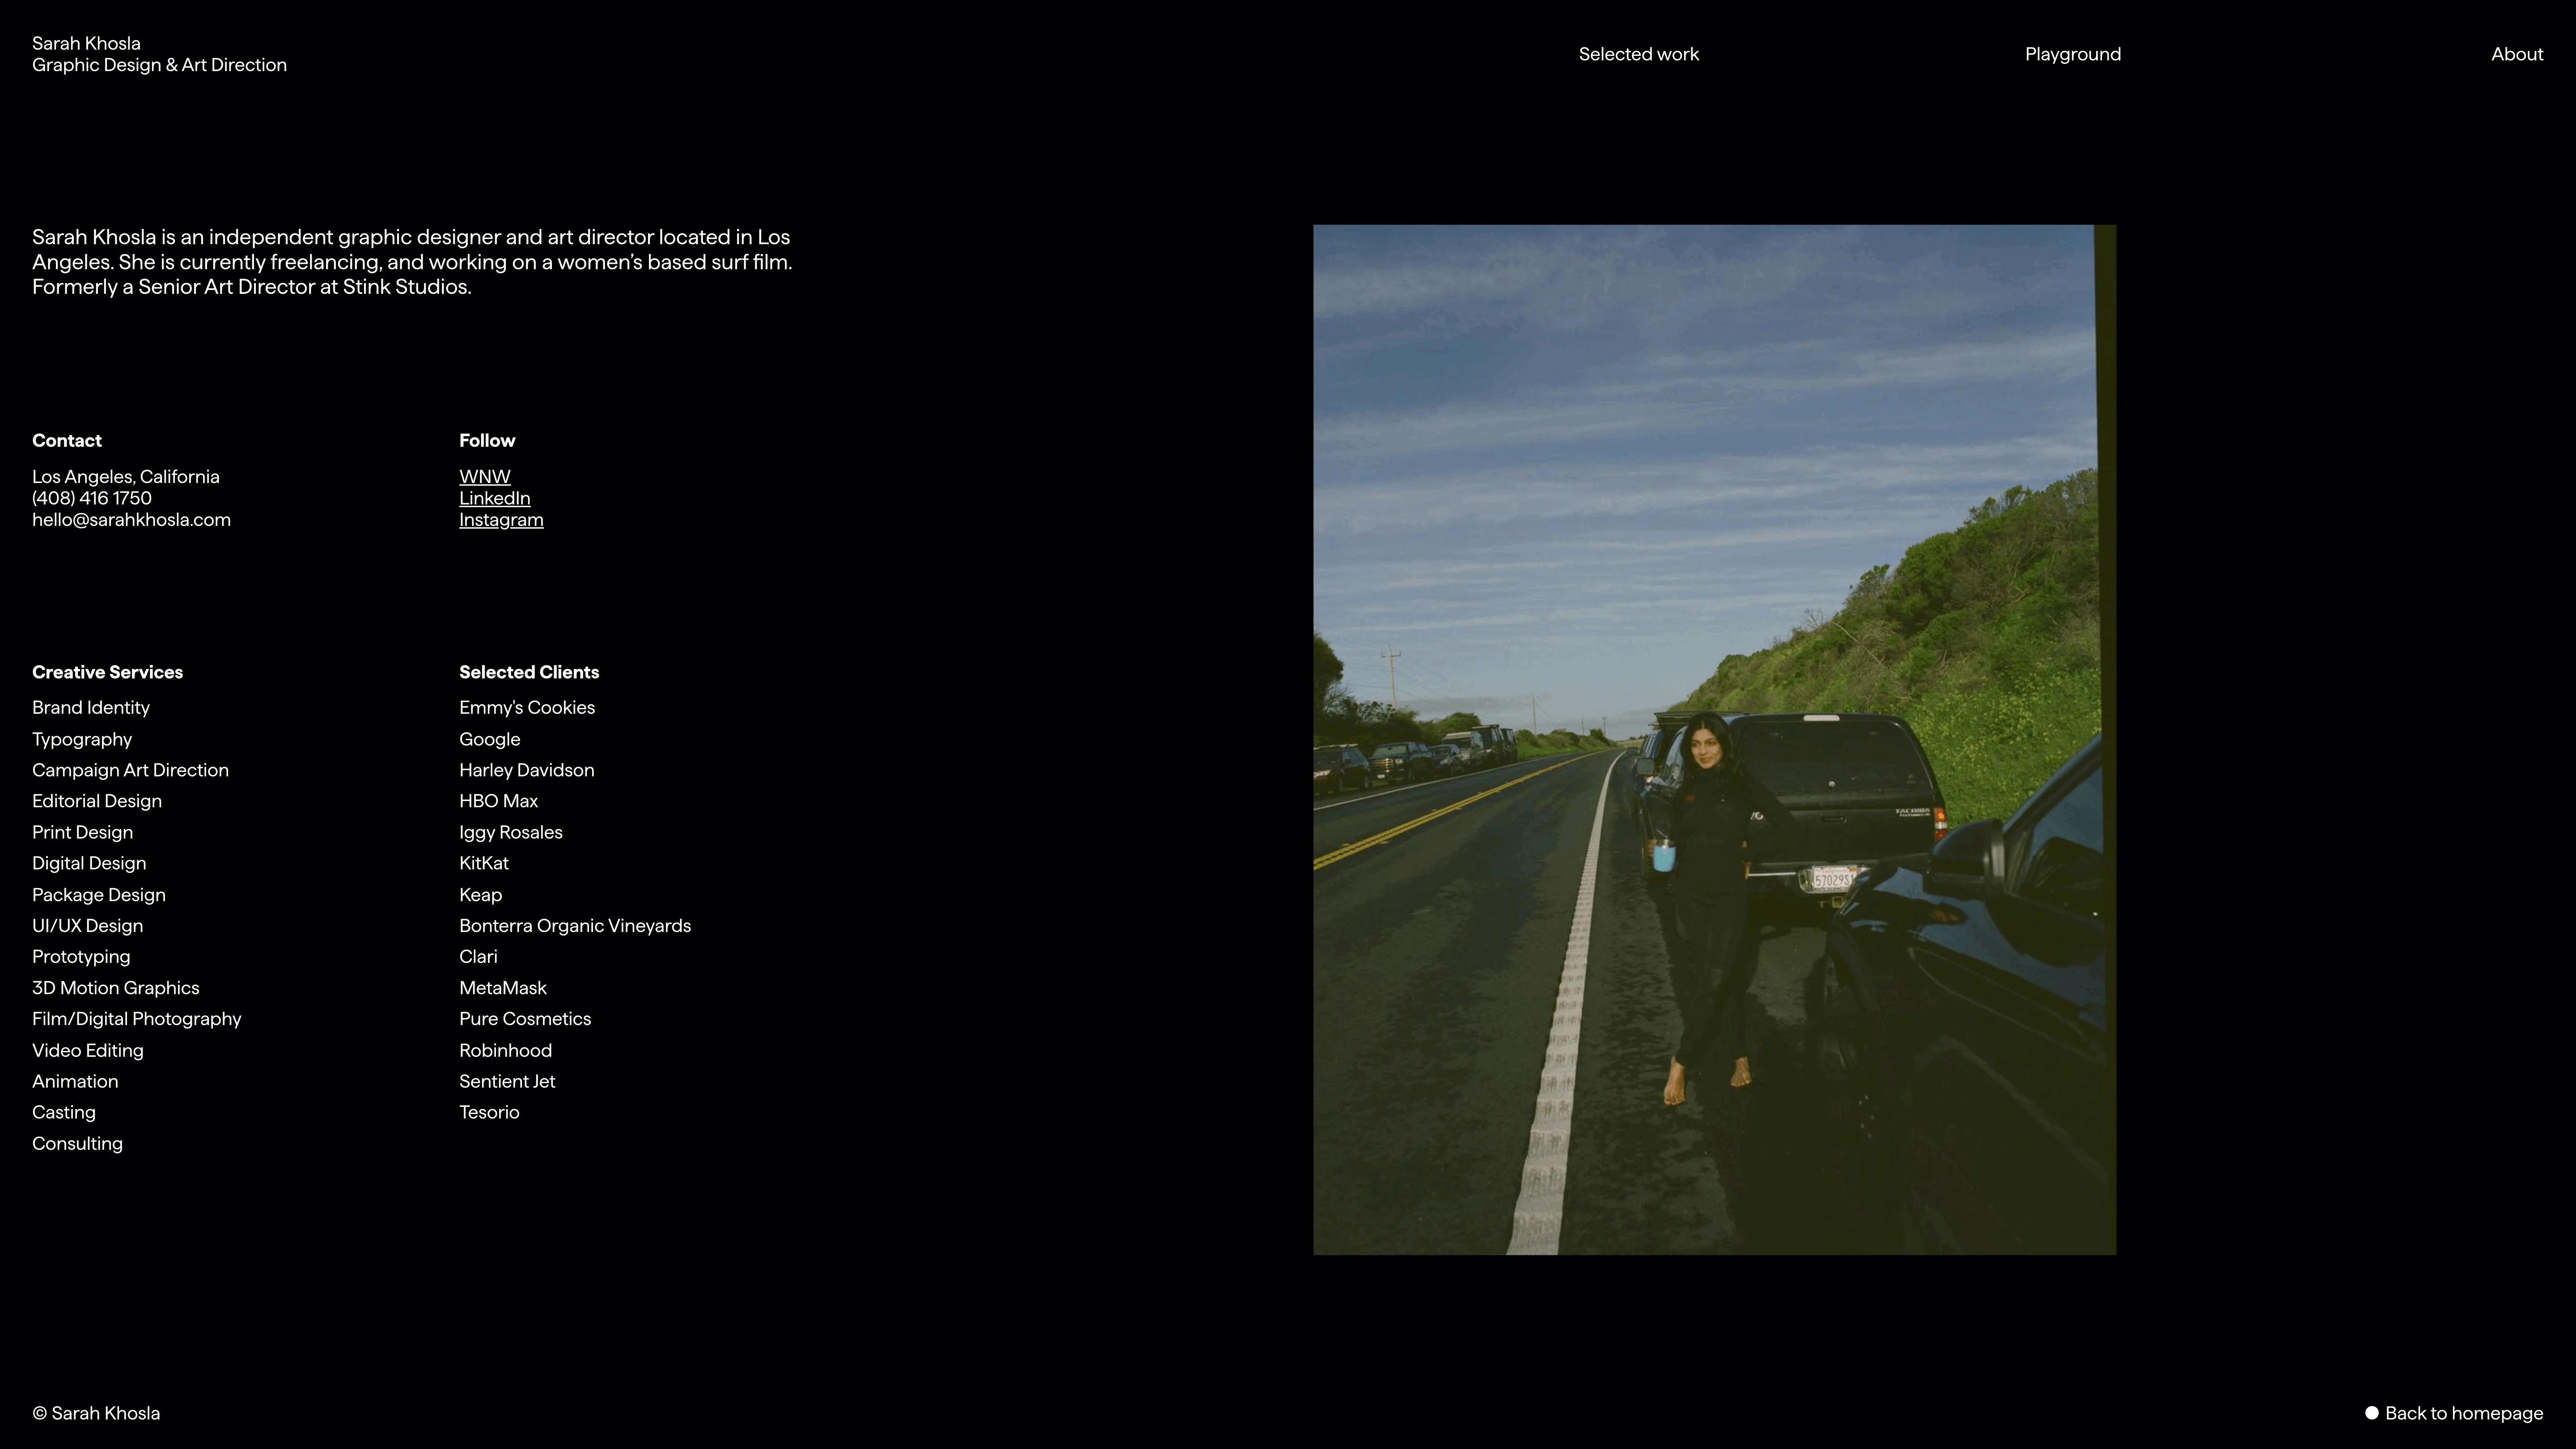 Sarah Khosla
Graphic Design & Art Direction
Selected work
Playground
About
Sarah Khosla is an independent graphic designer and art director located in Los
Angeles. She is currently freelancing, and working on a women’s based surf film.
Formerly a Senior Art Director at Stink Studios.
Contact
Los Angeles, California
(408) 416 1750
hello@sarahkhosla.com
Follow
WNW
LinkedIn
Instagram
Creative Services
Brand Identity
Typography
Campaign Art Direction
Editorial Design
Print Design
Digital Design
Package Design
UI/UX Design
Prototyping
3D Motion Graphics
Film/Digital Photography
Video Editing
Animation
Casting
Consulting
Selected Clients
Emmy's Cookies
Google
Harley Davidson
HBO Max
Iggy Rosales
KitKat
Keap
Bonterra Organic Vineyards
Clari
MetaMask
Pure Cosmetics
Robinhood
Sentient Jet
Tesorio
TACOMA
© Sarah Khosla
Back to homepage